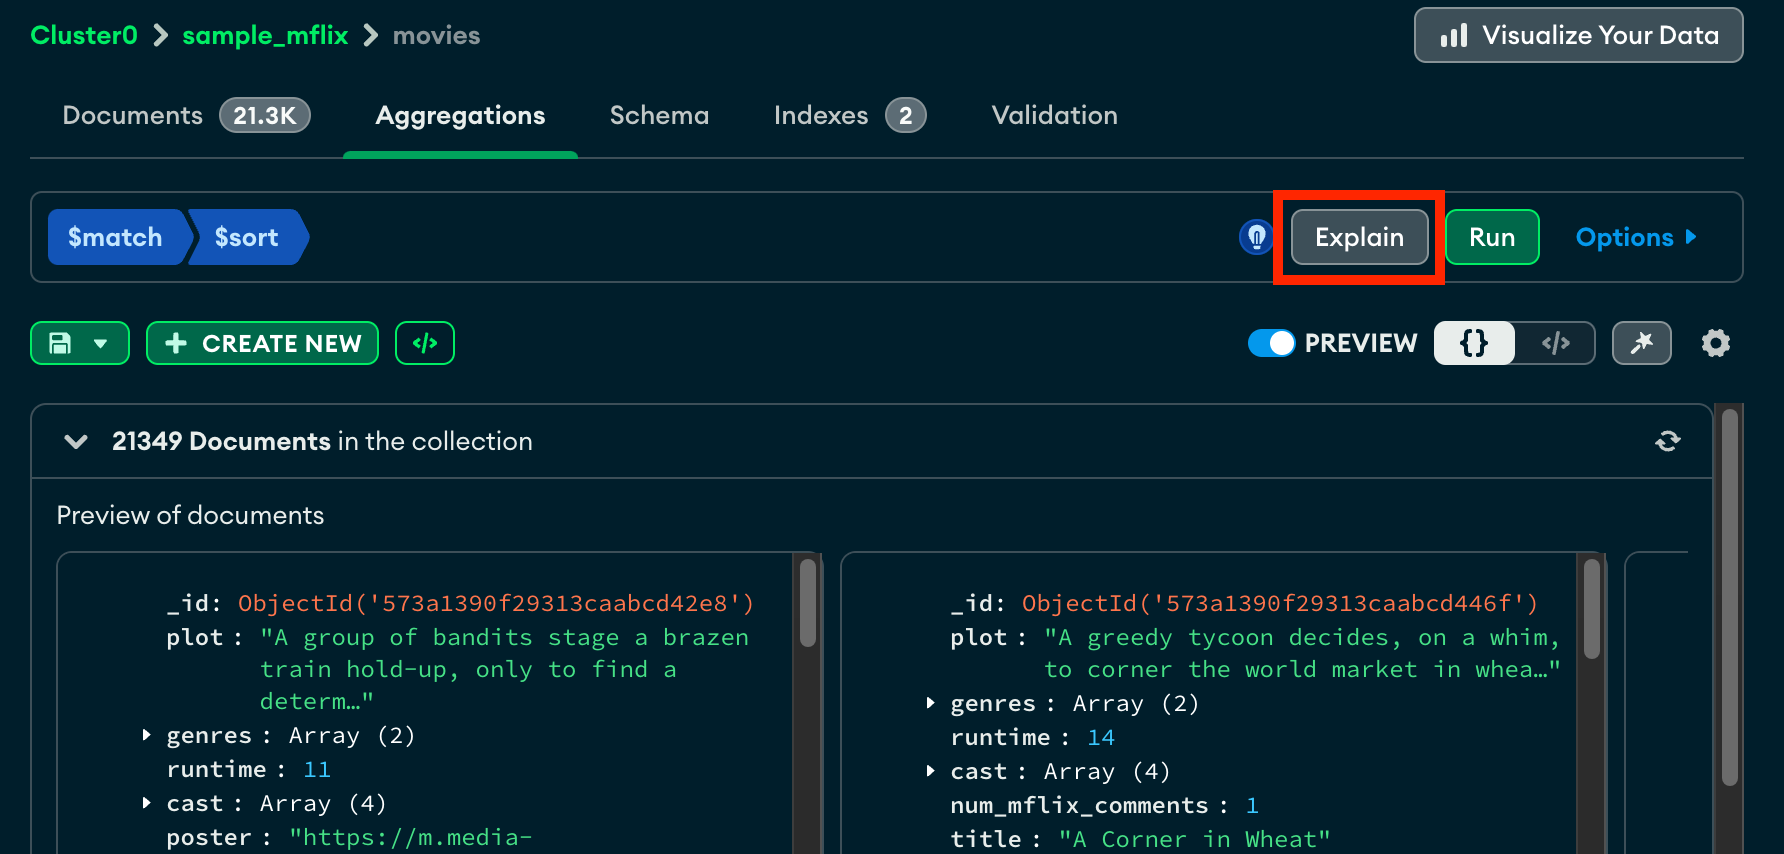 Cluster0 > sample_mflix > movies
Visualize Your Data
Documents 21.3K Aggregations Schema Indexes 2 Validation
$match $sort Explain Run Options
+ CREATE NEW </> PREVIEW {} </>
21349 Documents in the collection
Preview of documents
_id: ObjectId('573a1390f29313caabcd42e8')
plot : "A group of bandits stage a brazen
train hold-up, only to find a
determ…"
genres : Array (2)
runtime : 11
cast : Array (4)
poster : "https://m.media-
_id: ObjectId('573a1390f29313caabcd446f')
plot : "A greedy tycoon decides, on a whim,
to corner the world market in whea…"
genres : Array (2)
runtime : 14
cast : Array (4)
num_mflix_comments : 1
title : "A Corner in Wheat"